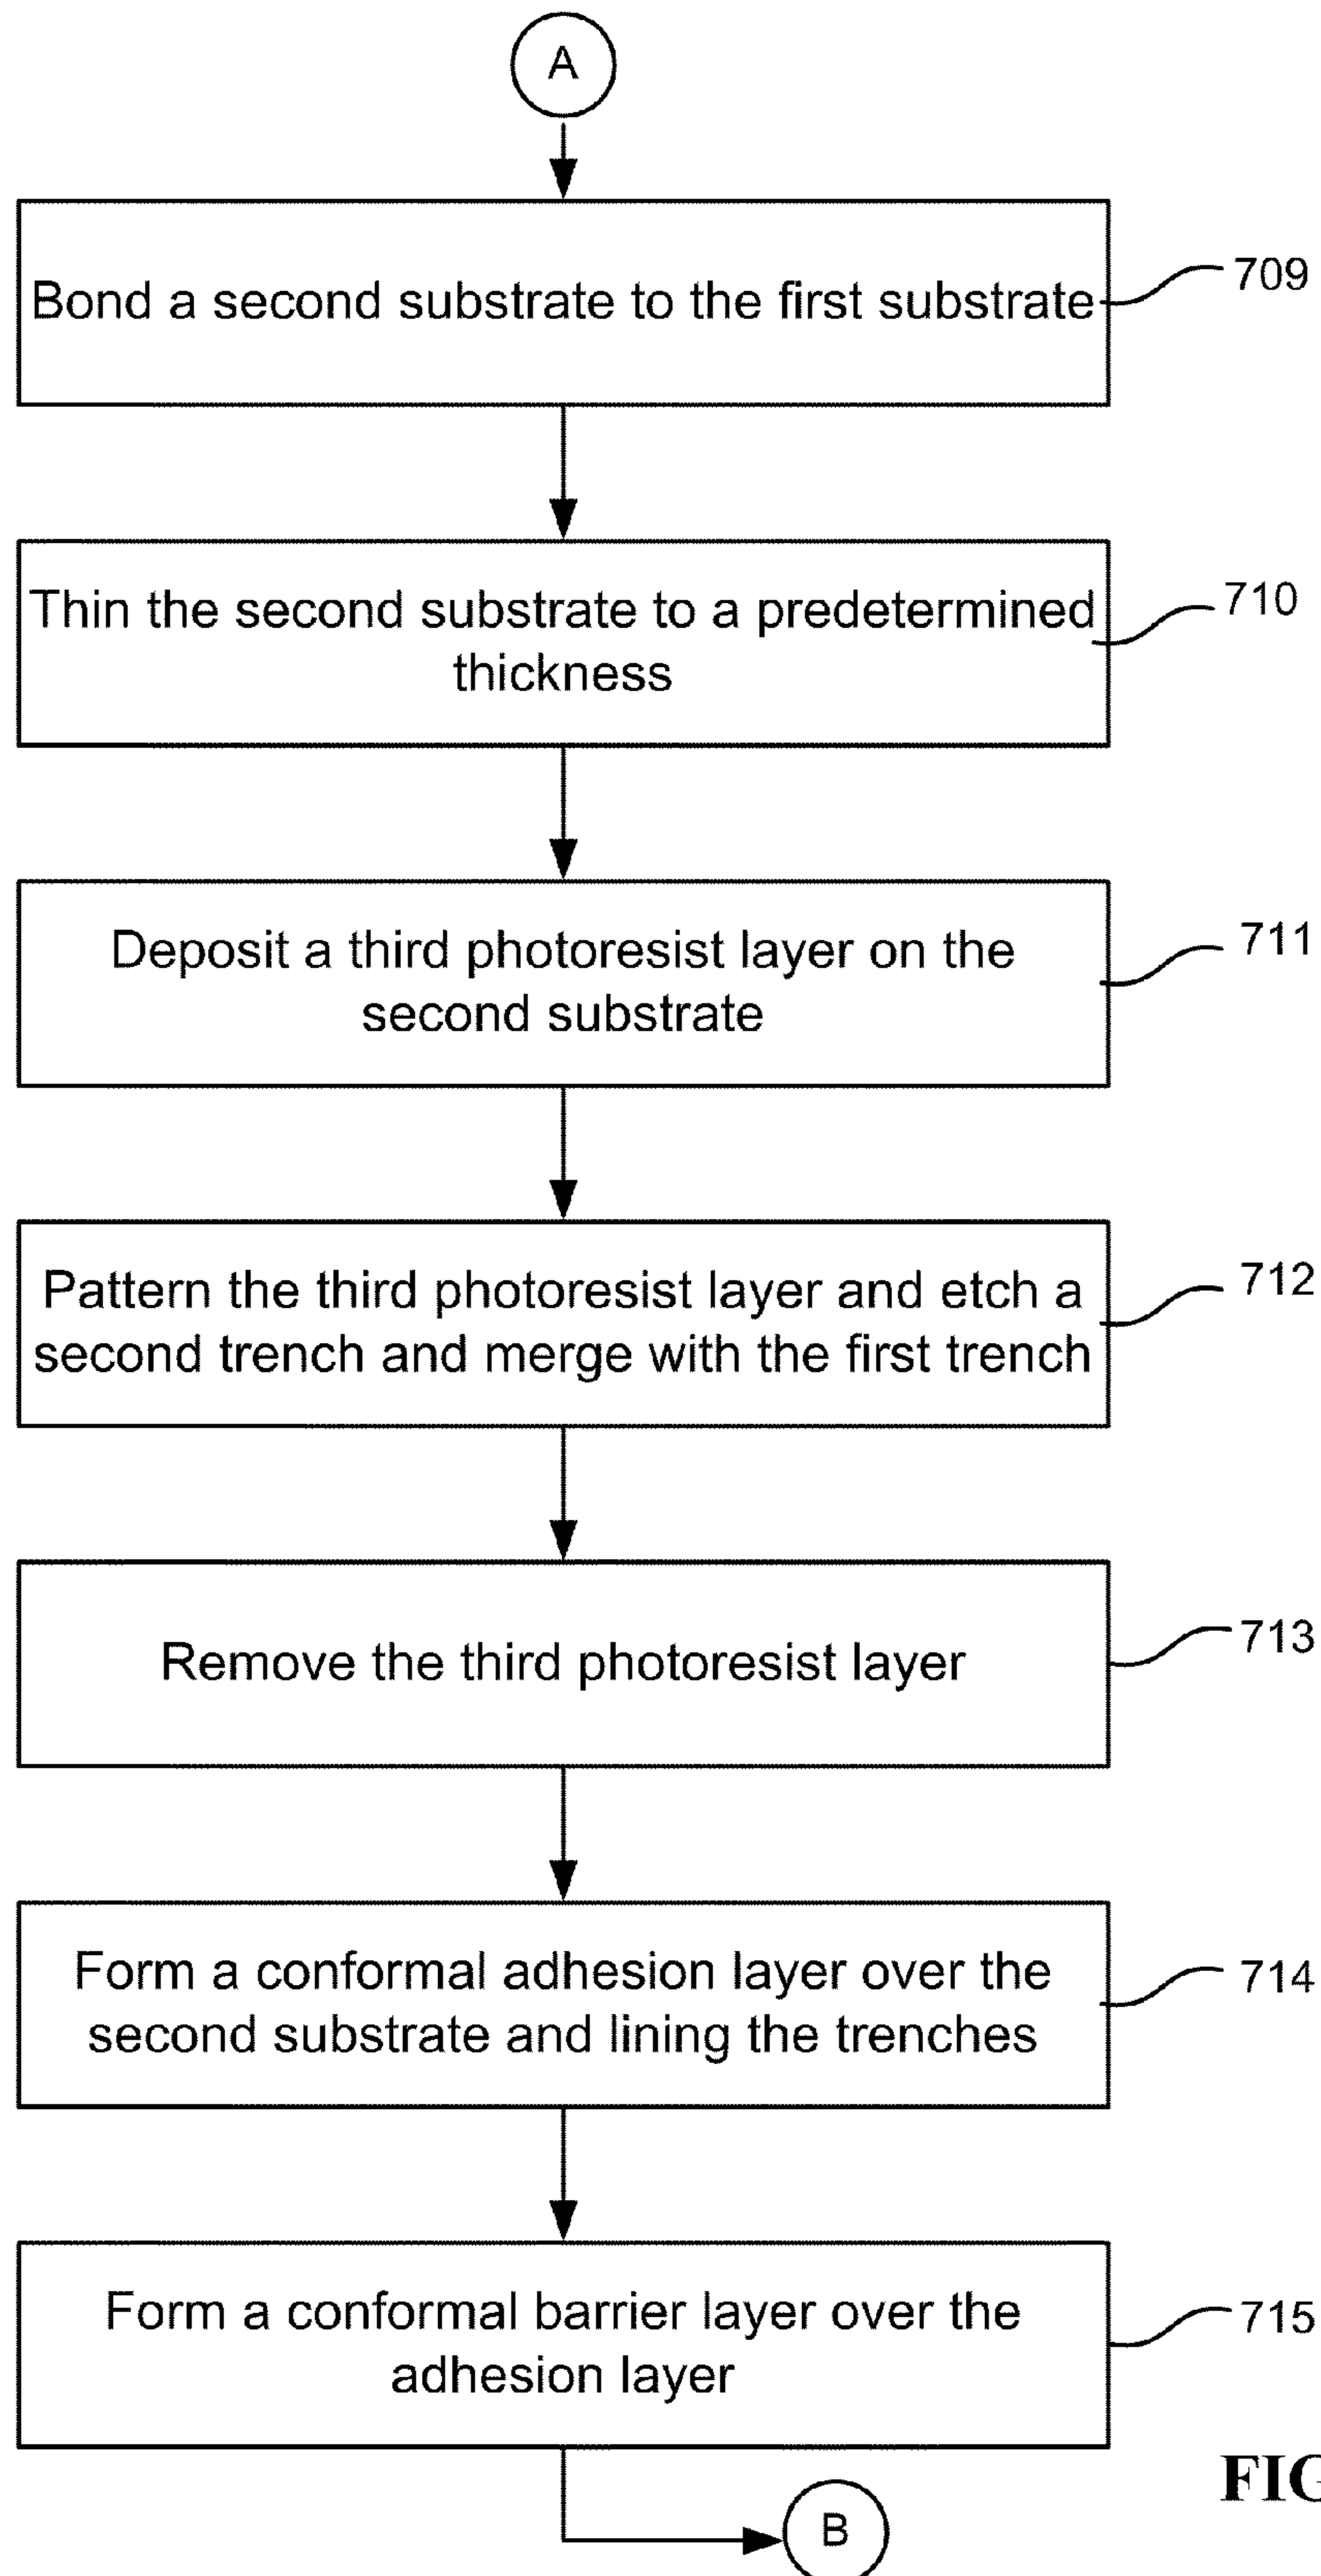 A
Bond a second substrate to the first substrate
709
Thin the second substrate to a predetermined
thickness
710
Deposit a third photoresist layer on the
second substrate
711
Pattern the third photoresist layer and etch a
second trench and merge with the first trench
712
Remove the third photoresist layer
713
Form a conformal adhesion layer over the
second substrate and lining the trenches
714
Form a conformal barrier layer over the
adhesion layer
715
FIG
B